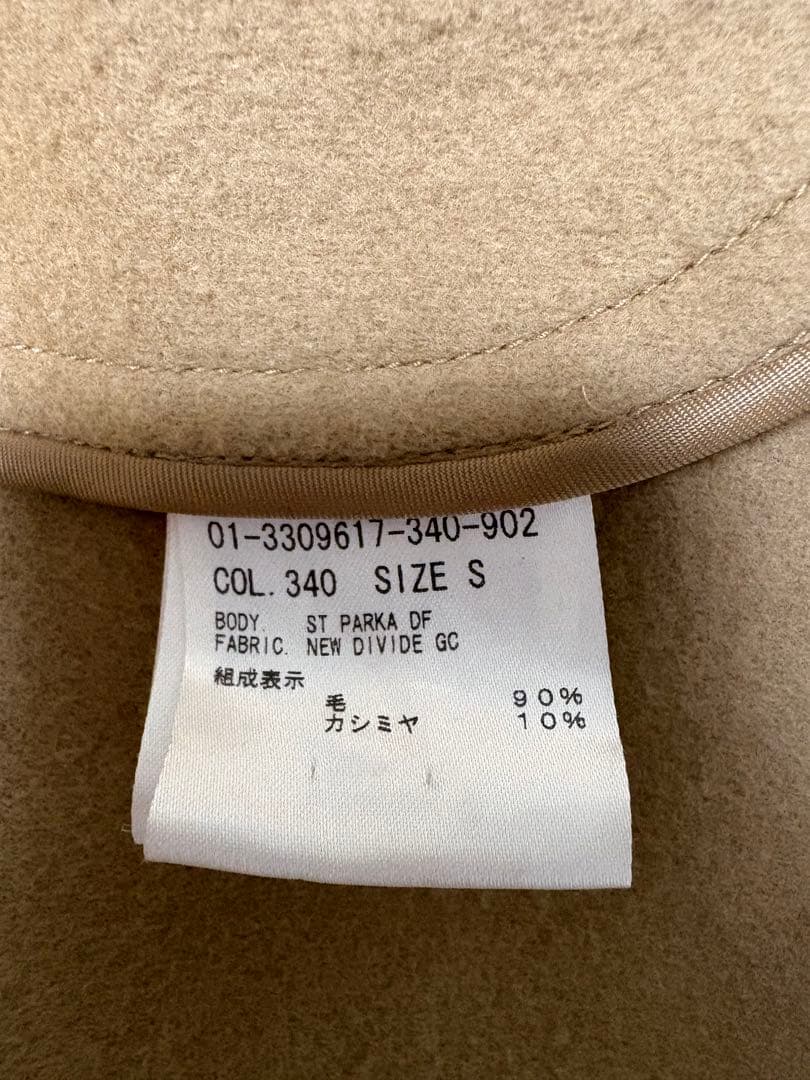 01-3309617-340-902
COL. 340 SIZE S
BODY. ST PARKA DF
FABRIC. NEW DIVIDE GC
組成表示
毛 90%
カシミヤ 10%